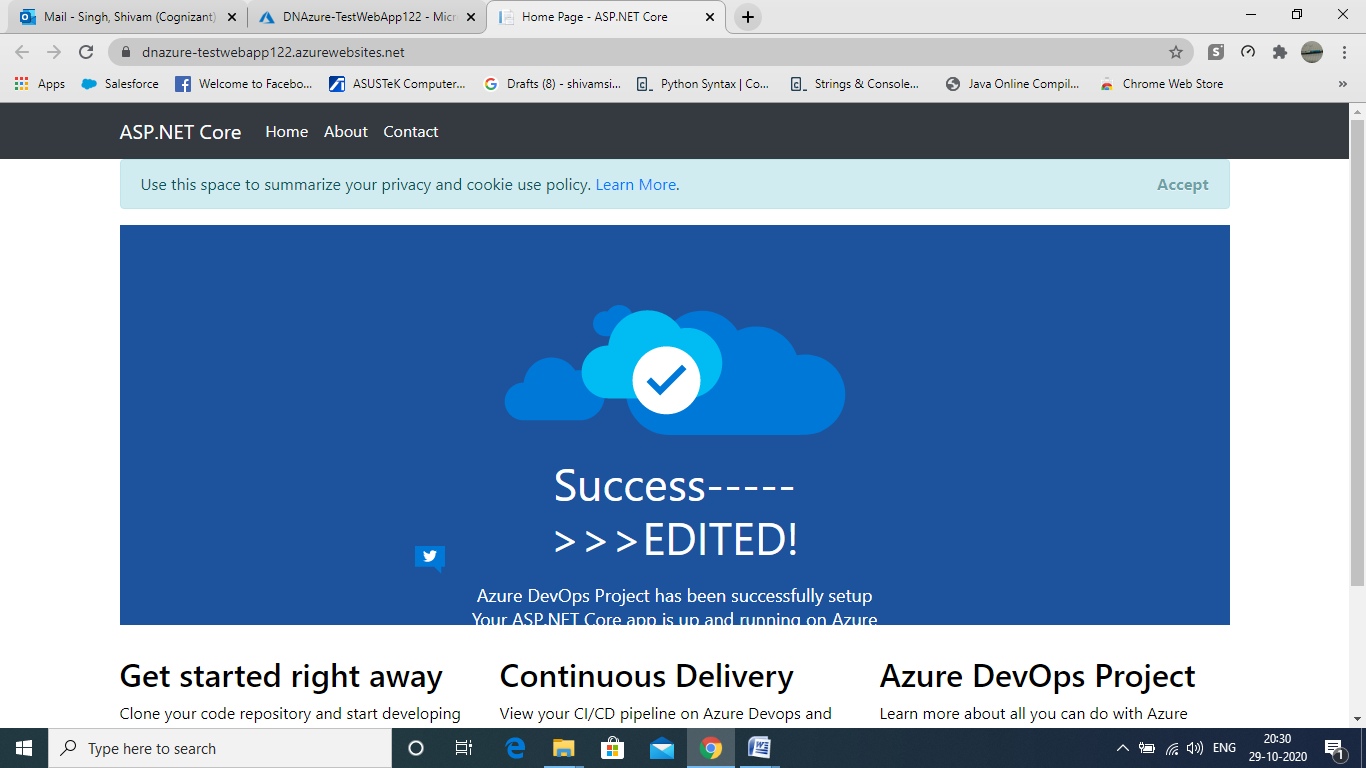 Mail - Singh, Shivam (Cognizant)
DNAzure-TestWebApp122 - Micr
Home Page - ASP.NET Core
dnazure-testwebapp122.azurewebsites.net
Apps
Salesforce
Welcome to Facebo...
ASUSTeK Computer...
Drafts (8) - shivamsi...
Python Syntax | Co...
Strings & Console...
Java Online Compil...
Chrome Web Store
»
ASP.NET Core
Home
About
Contact
Use this space to summarize your privacy and cookie use policy. Learn More.
Accept
Success-----
>>>EDITED!
Azure DevOps Project has been successfully setup
Your ASP.NET Core app is up and running on Azure
Get started right away
Clone your code repository and start developing
Continuous Delivery
View your CI/CD pipeline on Azure Devops and
Azure DevOps Project
Learn more about all you can do with Azure
Type here to search
ENG
20:30
29-10-2020
1